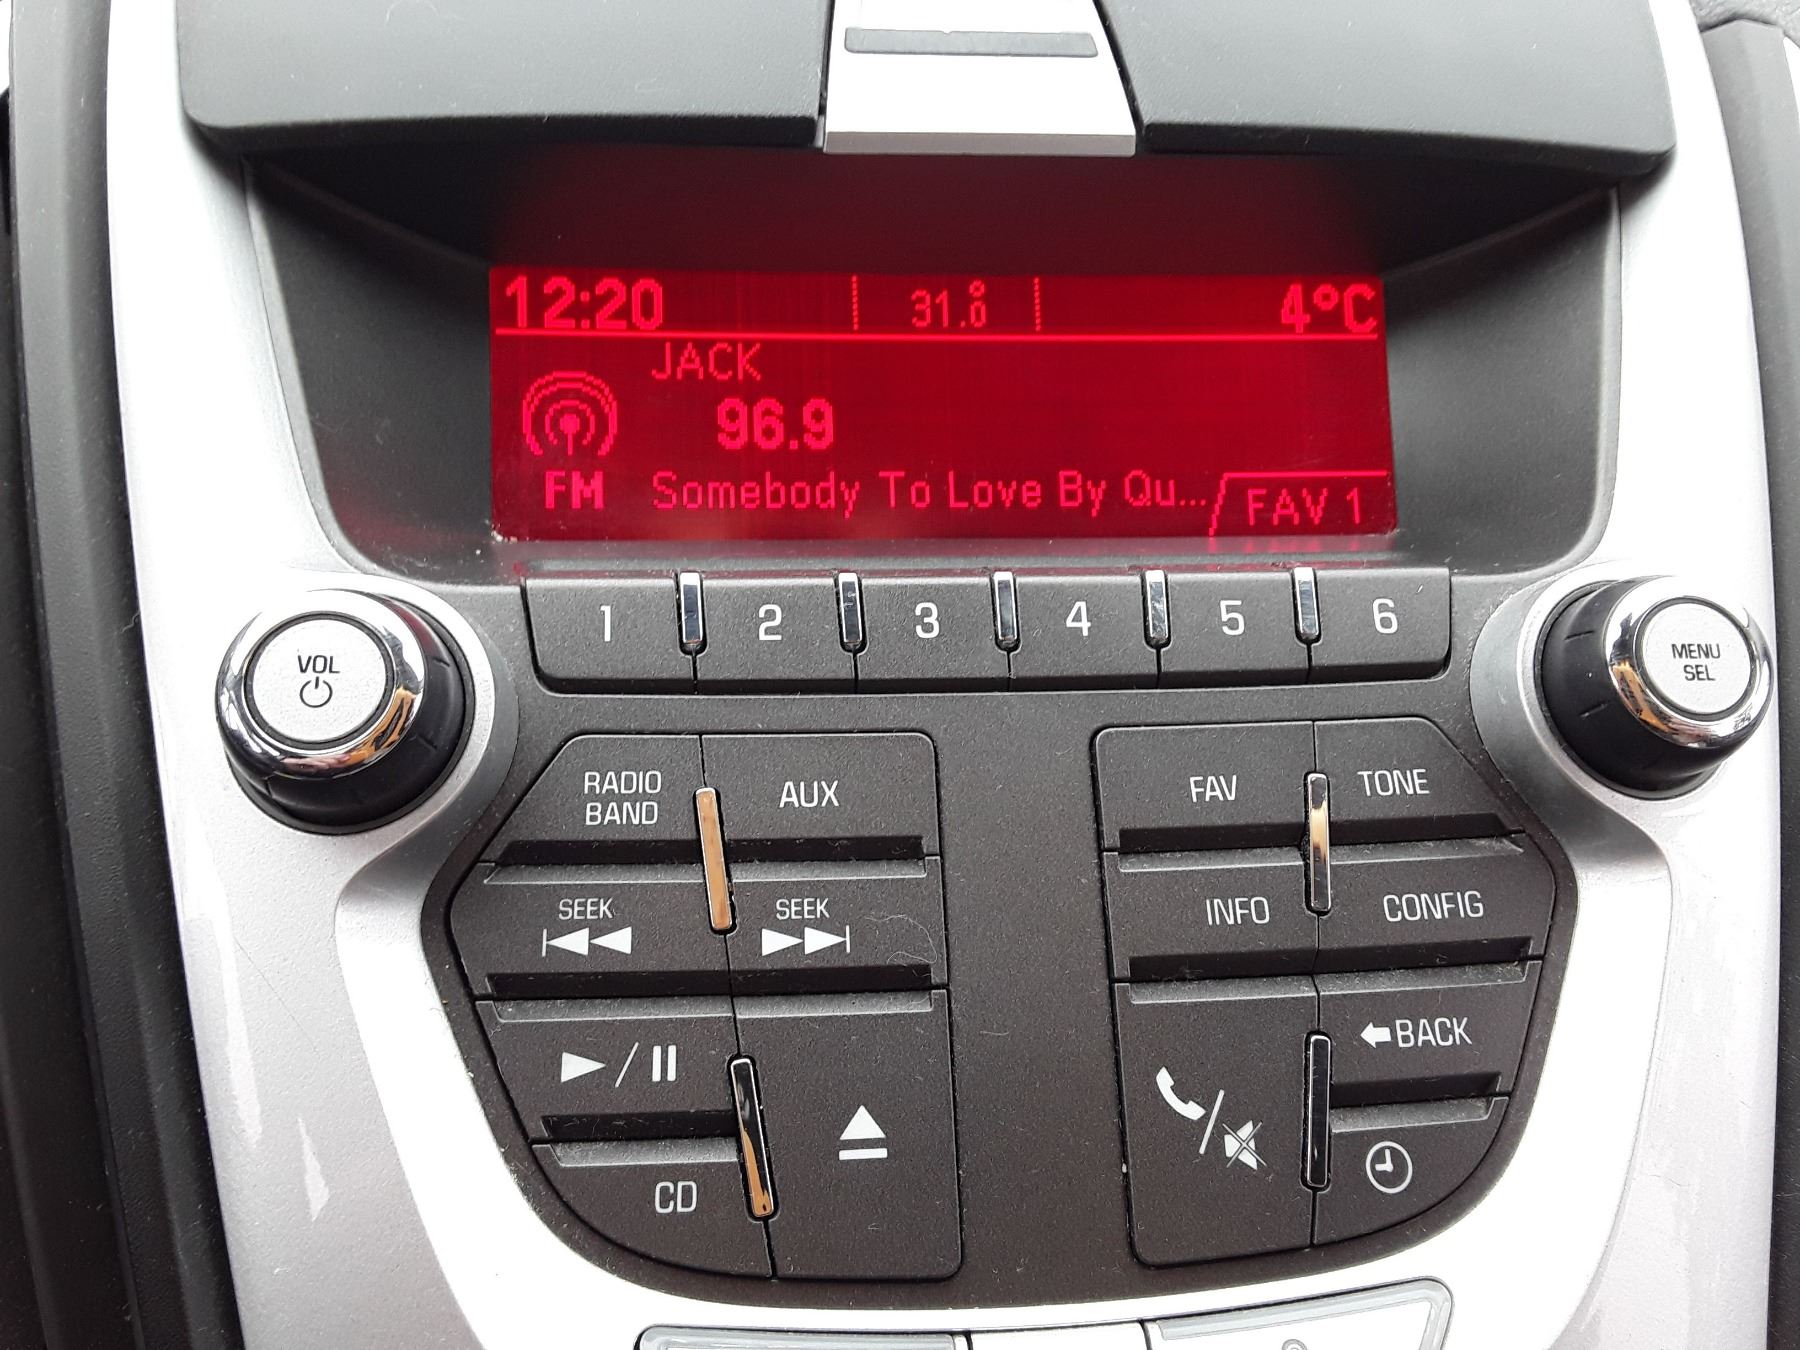 12:20 31.0° 4°C
JACK
96.9
FM Somebody To Love By Qu... FAV 1
1 2 3 4 5 6
VOL
MENU
SEL
RADIO
BAND
AUX
FAV
TONE
SEEK
SEEK
INFO
CONFIG
BACK
CD